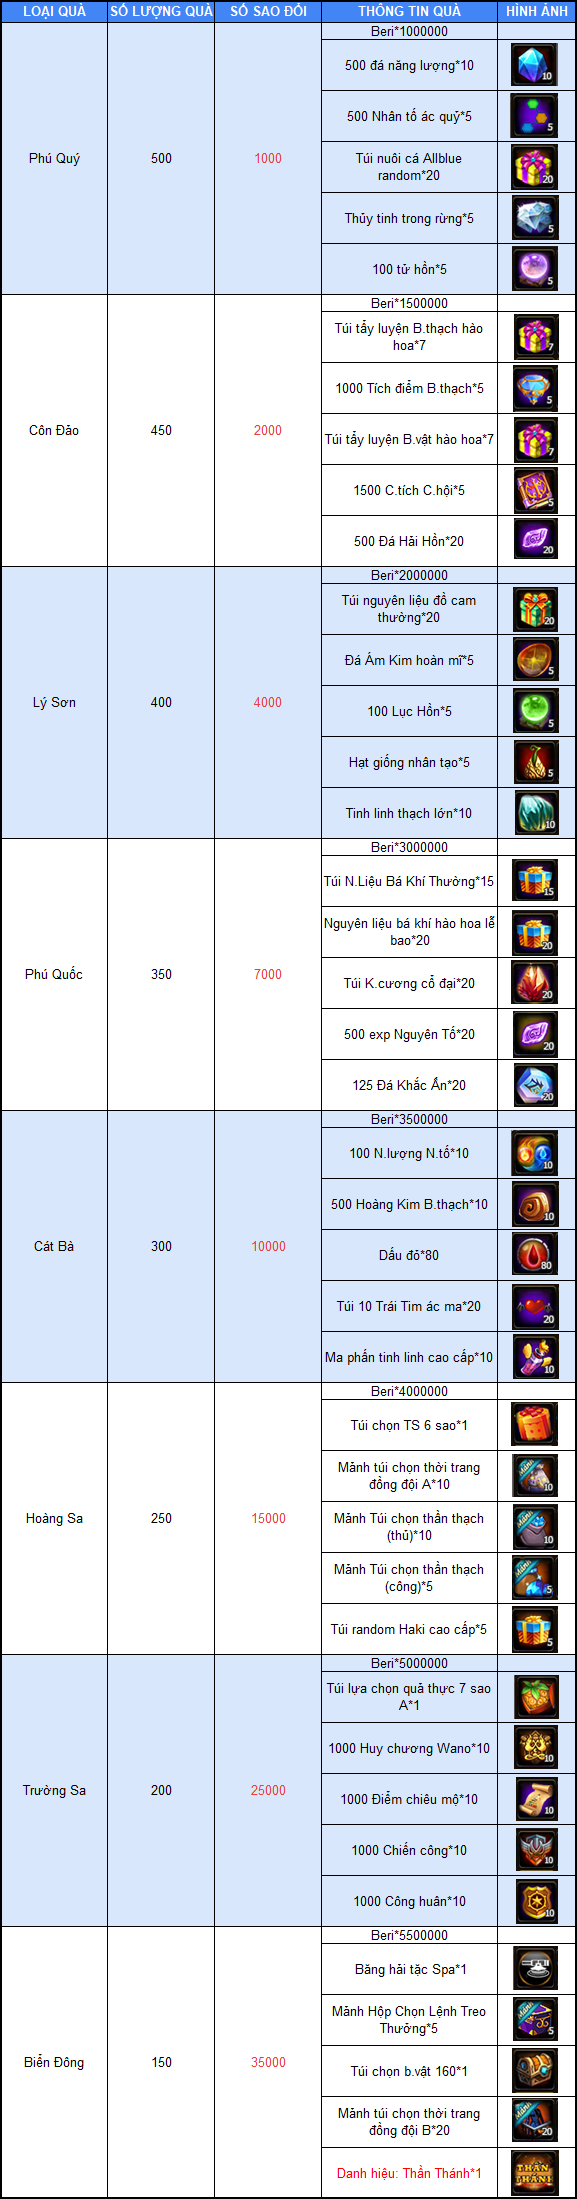 LOẠI QUÀ SỐ LƯỢNG QUÀ SỐ SAO ĐỔI THÔNG TIN QUÀ HÌNH ẢNH
Phú Quý 500 1000
Beri*1000000
500 đá năng lượng*10
10
500 Nhân tố ác quỷ*5
5
Túi nuôi cá Allblue
random*20
20
Thủy tinh trong rừng*5
5
100 tử hồn*5
5
Côn Đảo 450 2000
Beri*1500000
Túi tẩy luyện B.thạch hào
hoa*7
7
1000 Tích điểm B.thạch*5
5
Túi tẩy luyện B.vật hào hoa*7
7
1500 C.tích C.hội*5
5
500 Đá Hải Hồn*20
20
Lý Sơn 400 4000
Beri*2000000
Túi nguyên liệu đồ cam
thường*20
20
Đá Ám Kim hoàn mĩ*5
5
100 Lục Hồn*5
5
Hạt giống nhân tạo*5
5
Tinh linh thạch lớn*10
10
Phú Quốc 350 7000
Beri*3000000
Túi N.Liệu Bá Khí Thường*15
15
Nguyên liệu bá khí hào hoa lễ
bao*20
20
Túi K.cương cổ đại*20
20
500 exp Nguyên Tố*20
20
125 Đá Khắc Ấn*20
20
Cát Bà 300 10000
Beri*3500000
100 N.lượng N.tố*10
10
500 Hoàng Kim B.thạch*10
10
Dấu đỏ*80
80
Túi 10 Trái Tim ác ma*20
20
Ma phấn tinh linh cao cấp*10
10
Hoàng Sa 250 15000
Beri*4000000
Túi chọn TS 6 sao*1
Mảnh túi chọn thời trang
đồng đội A*10
Mảnh
10
Mảnh Túi chọn thần thạch
(thủ)*10
Mảnh
10
Mảnh Túi chọn thần thạch
(công)*5
Mảnh
5
Túi random Haki cao cấp*5
5
Trường Sa 200 25000
Beri*5000000
Túi lựa chọn quả thực 7 sao
A*1
1000 Huy chương Wano*10
10
1000 Điểm chiêu mộ*10
10
1000 Chiến công*10
10
1000 Công huân*10
10
Biển Đông 150 35000
Beri*5500000
Băng hải tặc Spa*1
Mảnh Hộp Chọn Lệnh Treo
Thưởng*5
Mảnh
5
Túi chọn b.vật 160*1
Mảnh túi chọn thời trang
đồng đội B*20
Mảnh
20
Danh hiệu: Thần Thánh*1
THẦN
THÁNH